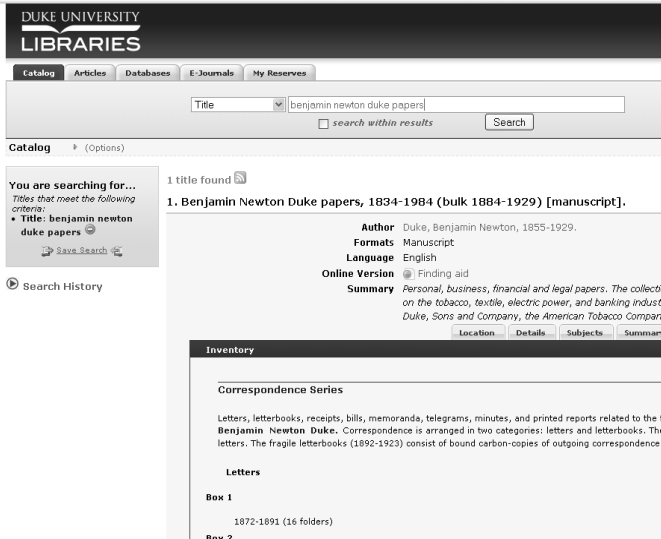 DUKE UNIVERSITY
LIBRARIES
Catalog Articles Databases E-Journals My Reserves
Title benjamin newton duke papers
search within results Search
Catalog (Options)
You are searching for...
Titles that meet the following
criteria:
• Title: benjamin newton
duke papers
Save Search
Search History
1 title found
1. Benjamin Newton Duke papers, 1834-1984 (bulk 1884-1929) [manuscript].
Author Duke, Benjamin Newton, 1855-1929.
Formats Manuscript
Language English
Online Version Finding aid
Summary Personal, business, financial and legal papers. The collecti
on the tobacco, textile, electric power, and banking indust
Duke, Sons and Company, the American Tobacco Compan
Location Details Subjects Summary
Inventory
Correspondence Series
Letters, letterbooks, receipts, bills, memoranda, telegrams, minutes, and printed reports related to the
Benjamin Newton Duke. Correspondence is arranged in two categories: letters and letterbooks. The
letters. The fragile letterbooks (1892-1923) consist of bound carbon-copies of outgoing correspondence
Letters
Box 1
1872-1891 (16 folders)
Box 2